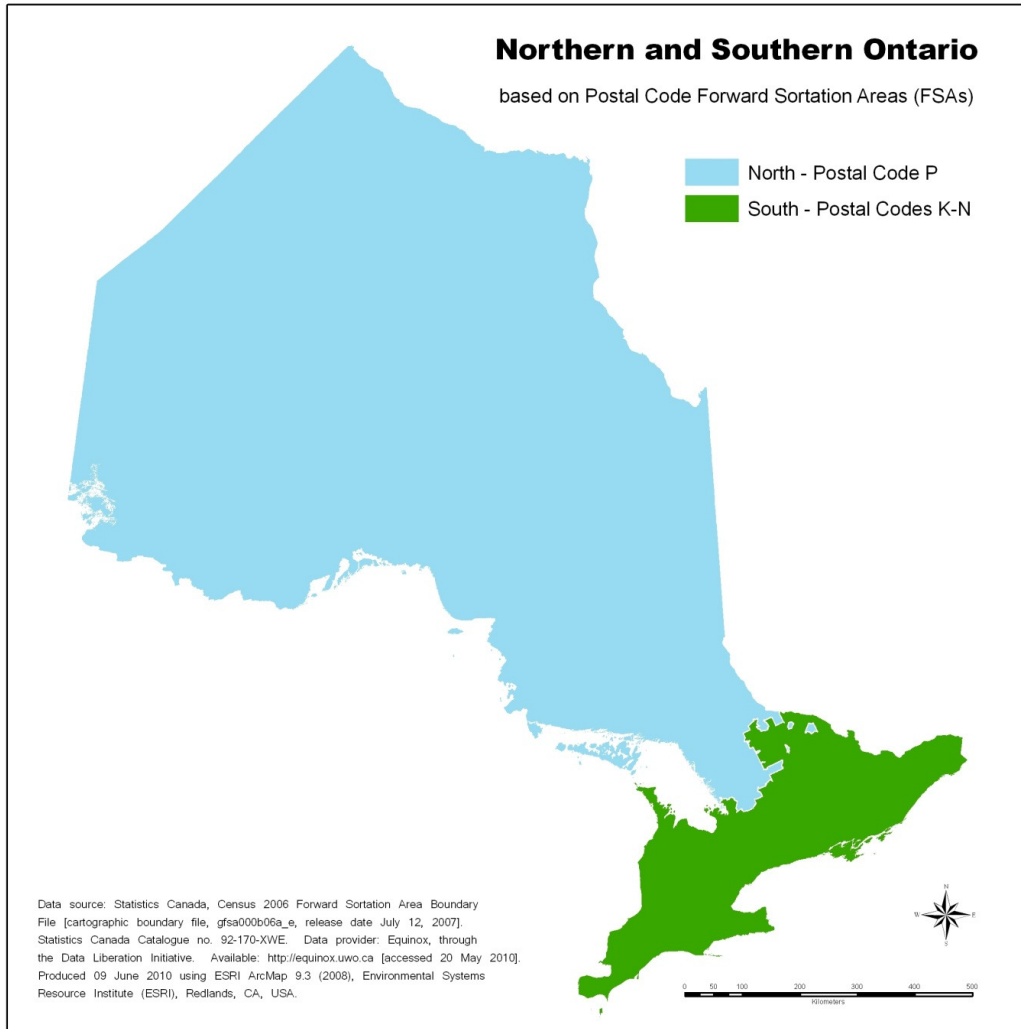 Northern and Southern Ontario
based on Postal Code Forward Sortation Areas (FSAs)
North - Postal Code P
South - Postal Codes K-N
Data source: Statistics Canada, Census 2006 Forward Sortation Area Boundary
File [cartographic boundary file, gfsa000b06a_e, release date July 12, 2007].
Statistics Canada Catalogue no. 92-170-XWE. Data provider: Equinox, through
the Data Liberation Initiative. Available: http://equinox.uwo.ca [accessed 20 May 2010].
Produced 09 June 2010 using ESRI ArcMap 9.3 (2008), Environmental Systems
Resource Institute (ESRI), Redlands, CA, USA.
N
W E
S
0 50 100 200 300 400 500
Kilometers